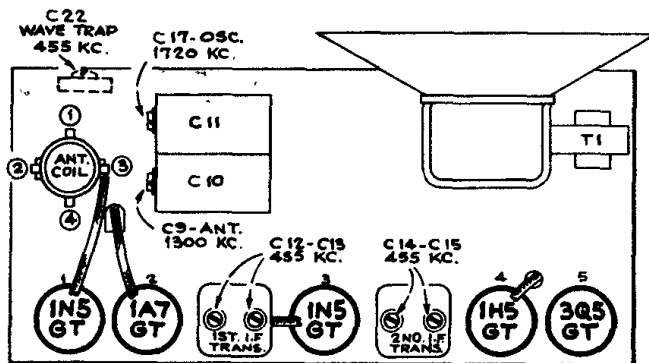 C22
WAVE TRAP
455 KC.
C17-OSC.
1720 KC.
C11
T1
1
ANT.
COIL
2
3
C10
4
C9-ANT.
1300 KC.
C12-C13
455 KC.
C14-C15
455 KC.
1
1N5
GT
2
1A7
GT
1ST. I.F
TRANS.
3
1N5
GT
2ND. I.F
TRANS.
4
1H5
GT
5
3Q5
GT